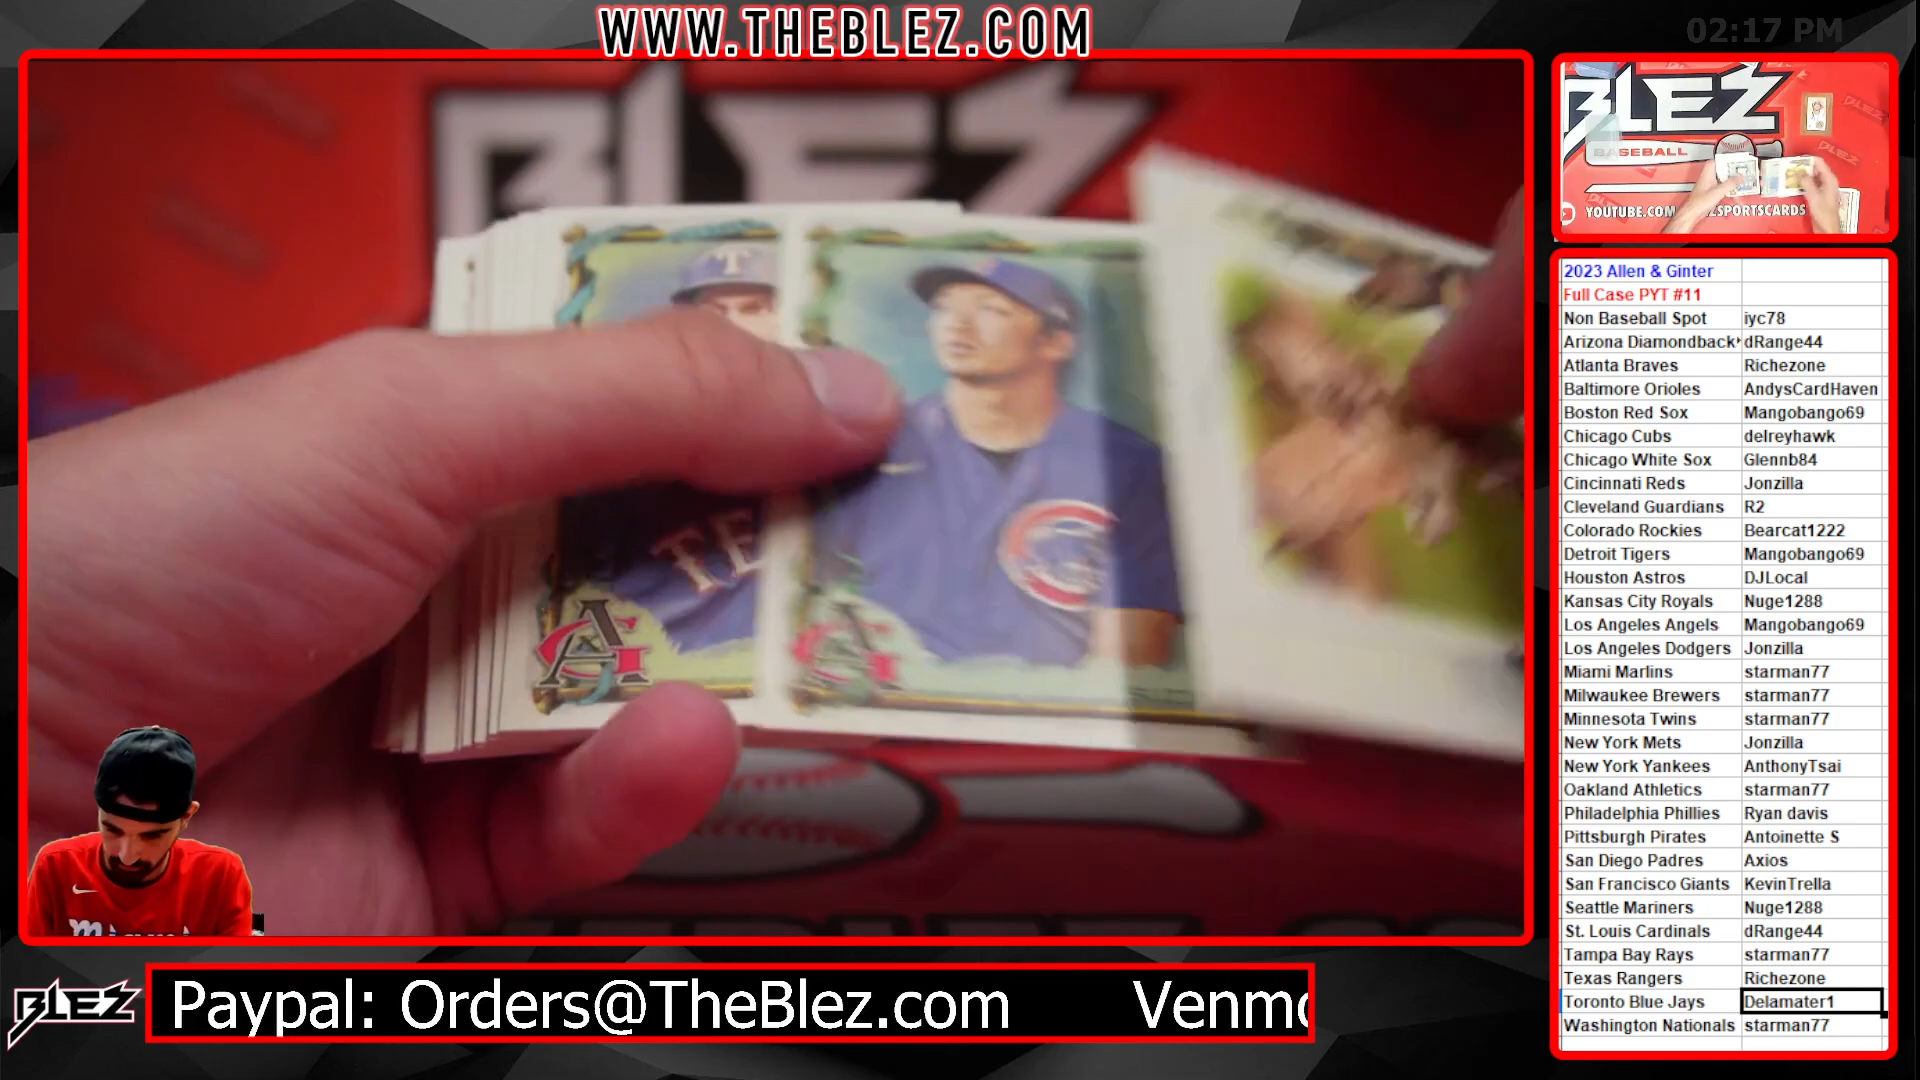 WWW.THEBLEZ.COM
02:17 PM
BLEZ
BLEZ
BASEBALL
YOUTUBE.COM
ZSPORTSCARDS
T
TE
C
AG
AG
2023 Allen & Ginter
Full Case PYT #11
Non Baseball Spot iyc78
Arizona Diamondback dRange44
Atlanta Braves Richezone
Baltimore Orioles AndysCardHaven
Boston Red Sox Mangobango69
Chicago Cubs delreyhawk
Chicago White Sox Glennb84
Cincinnati Reds Jonzilla
Cleveland Guardians R2
Colorado Rockies Bearcat1222
Detroit Tigers Mangobango69
Houston Astros DJLocal
Kansas City Royals Nuge1288
Los Angeles Angels Mangobango69
Los Angeles Dodgers Jonzilla
Miami Marlins starman77
Milwaukee Brewers starman77
Minnesota Twins starman77
New York Mets Jonzilla
New York Yankees AnthonyTsai
Oakland Athletics starman77
Philadelphia Phillies Ryan davis
Pittsburgh Pirates Antoinette S
San Diego Padres Axios
San Francisco Giants KevinTrella
Seattle Mariners Nuge1288
St. Louis Cardinals dRange44
Tampa Bay Rays starman77
Texas Rangers Richezone
Toronto Blue Jays Delamater1
Washington Nationals starman77
BLEZ
Paypal: Orders@TheBlez.com Venmo